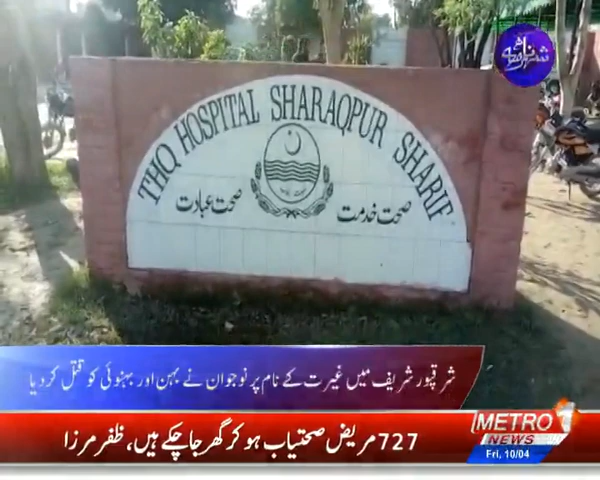 شاہنامہ
THQ HOSPITAL SHARAQPUR SHARIF
صحت عبادت صحت خدمت
شرقپور شریف میں غیرت کے نام پر نوجوان نے بہن اور بہنوئی کو قتل کر دیا
727 مریض صحتیاب ہو کر گھر جا چکے ہیں، ظفر مرزا
METRO 1
NEWS
Fri, 10/04